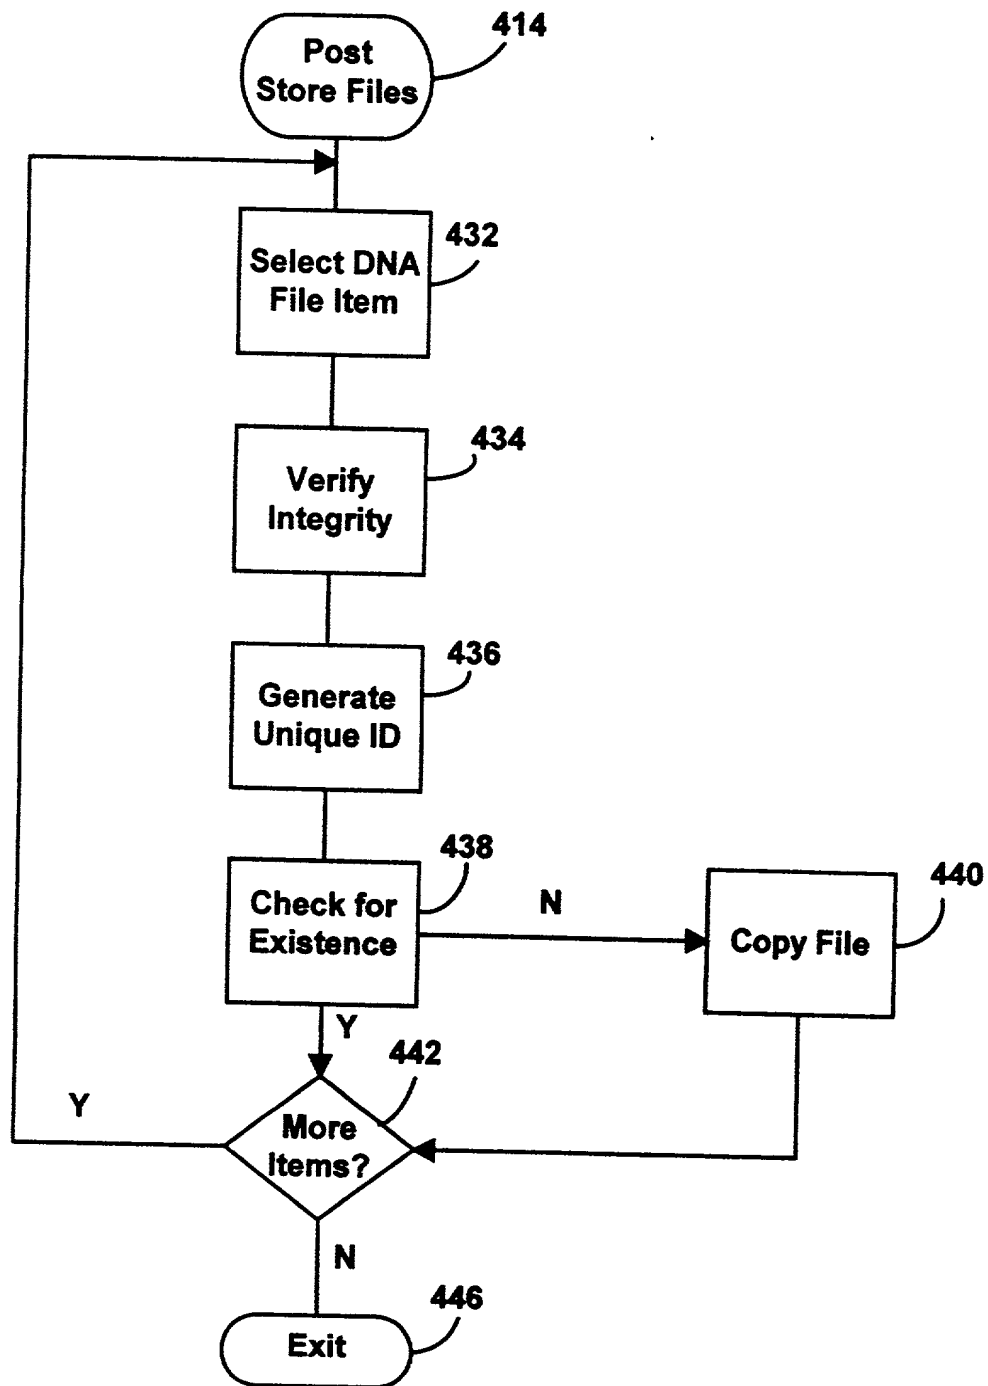 414
Post
Store Files
432
Select DNA
File Item
434
Verify
Integrity
436
Generate
Unique ID
438
Check for
Existence
N
440
Copy File
Y
442
Y
More
Items?
N
446
Exit